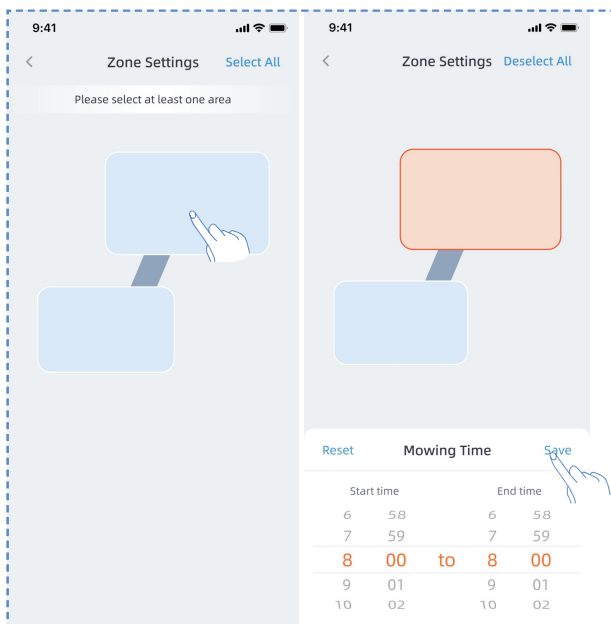 9:41
Zone Settings Select All
Please select at least one area
9:41
Zone Settings Deselect All
Reset Mowing Time Save
Start time End time
6 58 6 58
7 59 7 59
8 00 to 8 00
9 01 9 01
10 02 10 02